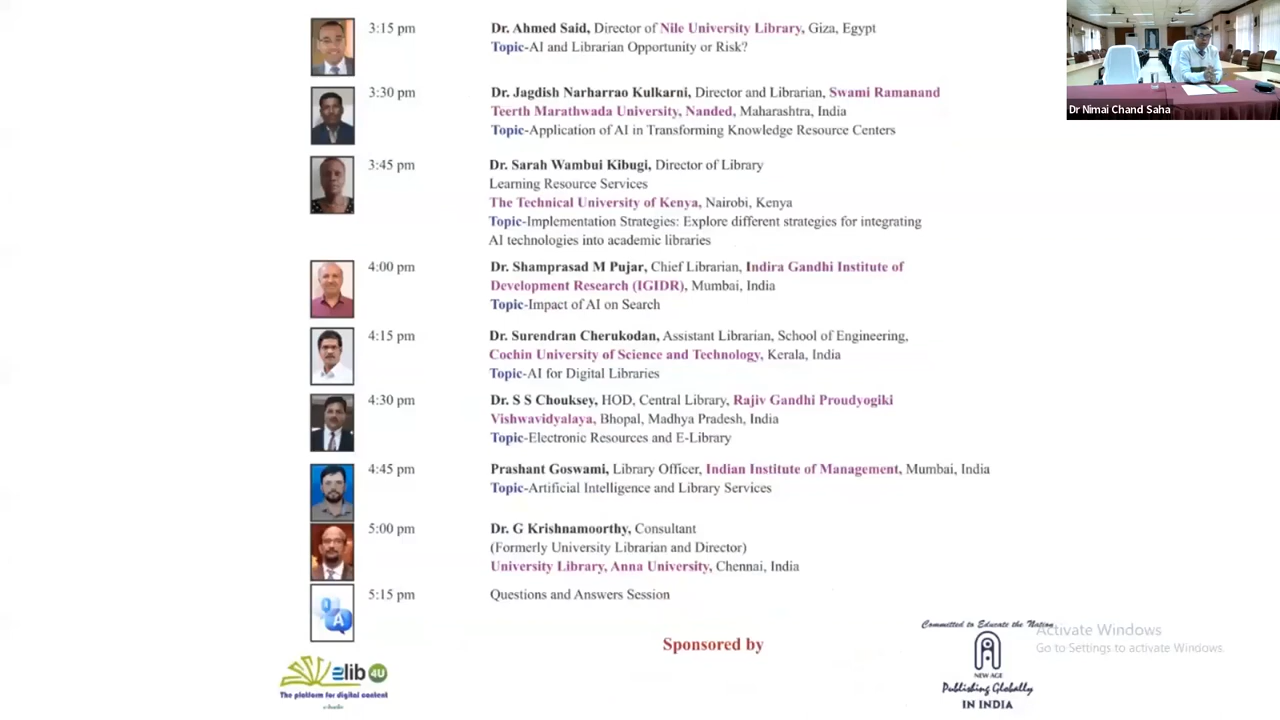 3:15 pm
Dr. Ahmed Said, Director of Nile University Library, Giza, Egypt
Topic-AI and Librarian Opportunity or Risk?
3:30 pm
Dr. Jagdish Narharrao Kulkarni, Director and Librarian, Swami Ramanand
Teerth Marathwada University, Nanded, Maharashtra, India
Topic-Application of AI in Transforming Knowledge Resource Centers
3:45 pm
Dr. Sarah Wambui Kibugi, Director of Library
Learning Resource Services
The Technical University of Kenya, Nairobi, Kenya
Topic-Implementation Strategies: Explore different strategies for integrating
AI technologies into academic libraries
4:00 pm
Dr. Shamprasad M Pujar, Chief Librarian, Indira Gandhi Institute of
Development Research (IGIDR), Mumbai, India
Topic-Impact of AI on Search
4:15 pm
Dr. Surendran Cherukodan, Assistant Librarian, School of Engineering,
Cochin University of Science and Technology, Kerala, India
Topic-AI for Digital Libraries
4:30 pm
Dr. S S Chouksey, HOD, Central Library, Rajiv Gandhi Proudyogiki
Vishwavidyalaya, Bhopal, Madhya Pradesh, India
Topic-Electronic Resources and E-Library
4:45 pm
Prashant Goswami, Library Officer, Indian Institute of Management, Mumbai, India
Topic-Artificial Intelligence and Library Services
5:00 pm
Dr. G Krishnamoorthy, Consultant
(Formerly University Librarian and Director)
University Library, Anna University, Chennai, India
5:15 pm
Questions and Answers Session
Q
A
Sponsored by
elib 4U
The platform for digital content
Committed to Educate the Nation
NEW AGE
Publishing Globally
IN INDIA
Activate Windows
Go to Settings to activate Windows.
Dr Nimai Chand Saha